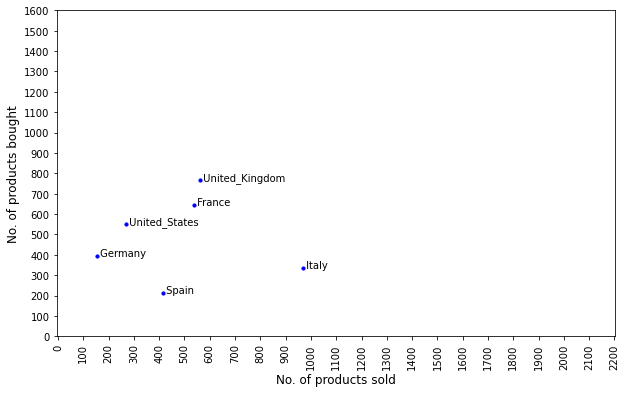 1600
1500
1400
1300
1200
1100
1000
900
800
700
600
500
400
300
200
100
0
No. of products bought
United_Kingdom
France
United_States
Germany
Italy
Spain
0 100 200 300 400 500 600 700 800 900 1000 1100 1200 1300 1400 1500 1600 1700 1800 1900 2000 2100 2200
No. of products sold